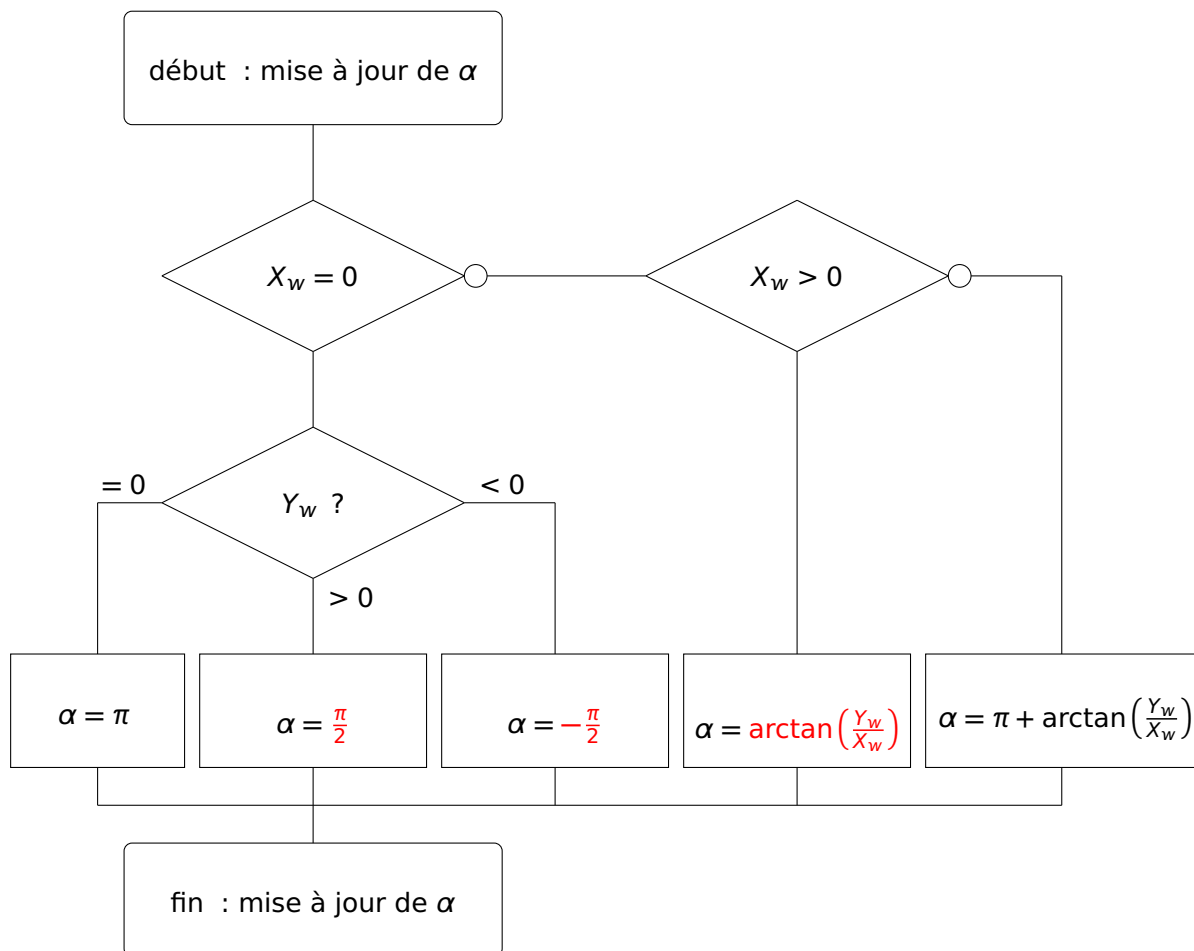 début : mise à jour de α
X_w = 0
X_w > 0
= 0
Y_w ?
< 0
> 0
α = π
α = π/2
α = −π/2
α = arctan(Y_w/X_w)
α = π + arctan(Y_w/X_w)
fin : mise à jour de α